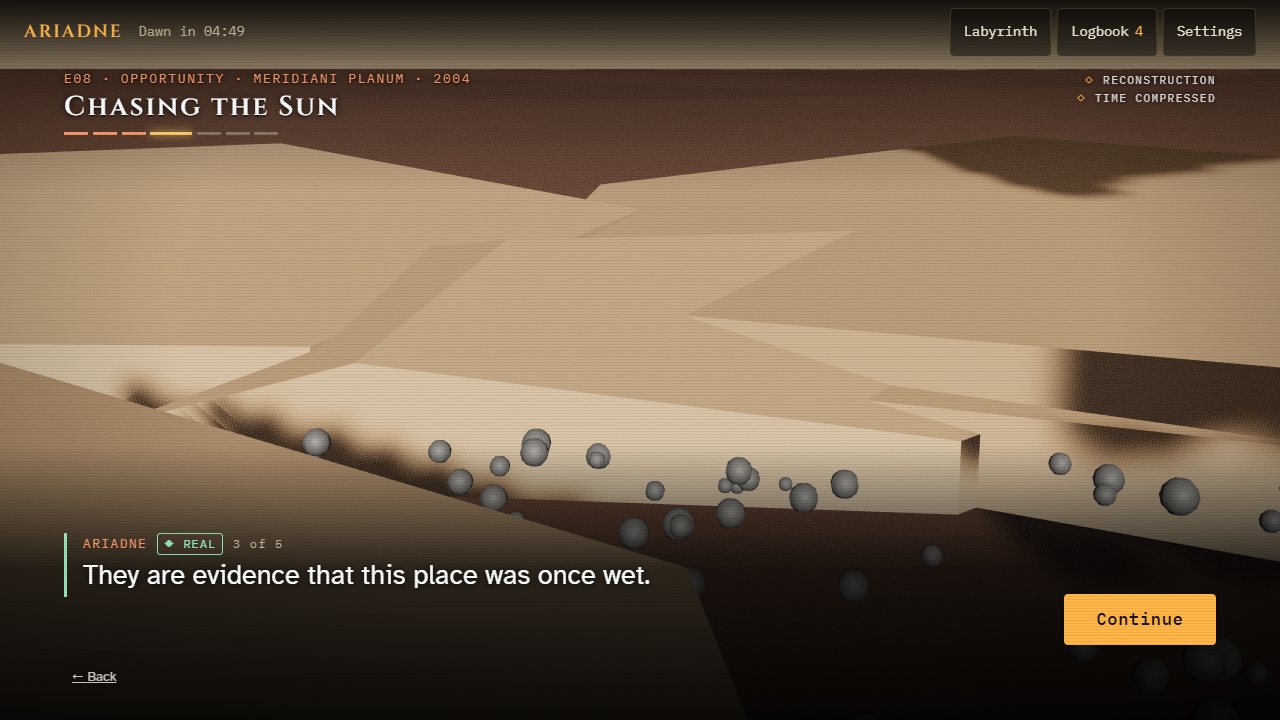 ARIADNE Dawn in 04:49 Labyrinth Logbook 4 Settings
E08 · OPPORTUNITY · MERIDIANI PLANUM · 2004
Chasing the Sun
◇ RECONSTRUCTION
◇ TIME COMPRESSED
ARIADNE ◆ REAL 3 of 5
They are evidence that this place was once wet.
Continue
← Back